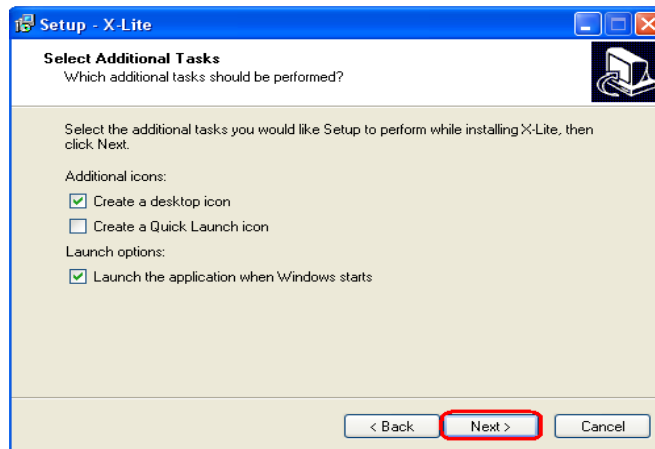 Setup - X-Lite
Select Additional Tasks
Which additional tasks should be performed?
Select the additional tasks you would like Setup to perform while installing X-Lite, then
click Next.
Additional icons:
Create a desktop icon
Create a Quick Launch icon
Launch options:
Launch the application when Windows starts
< Back Next > Cancel